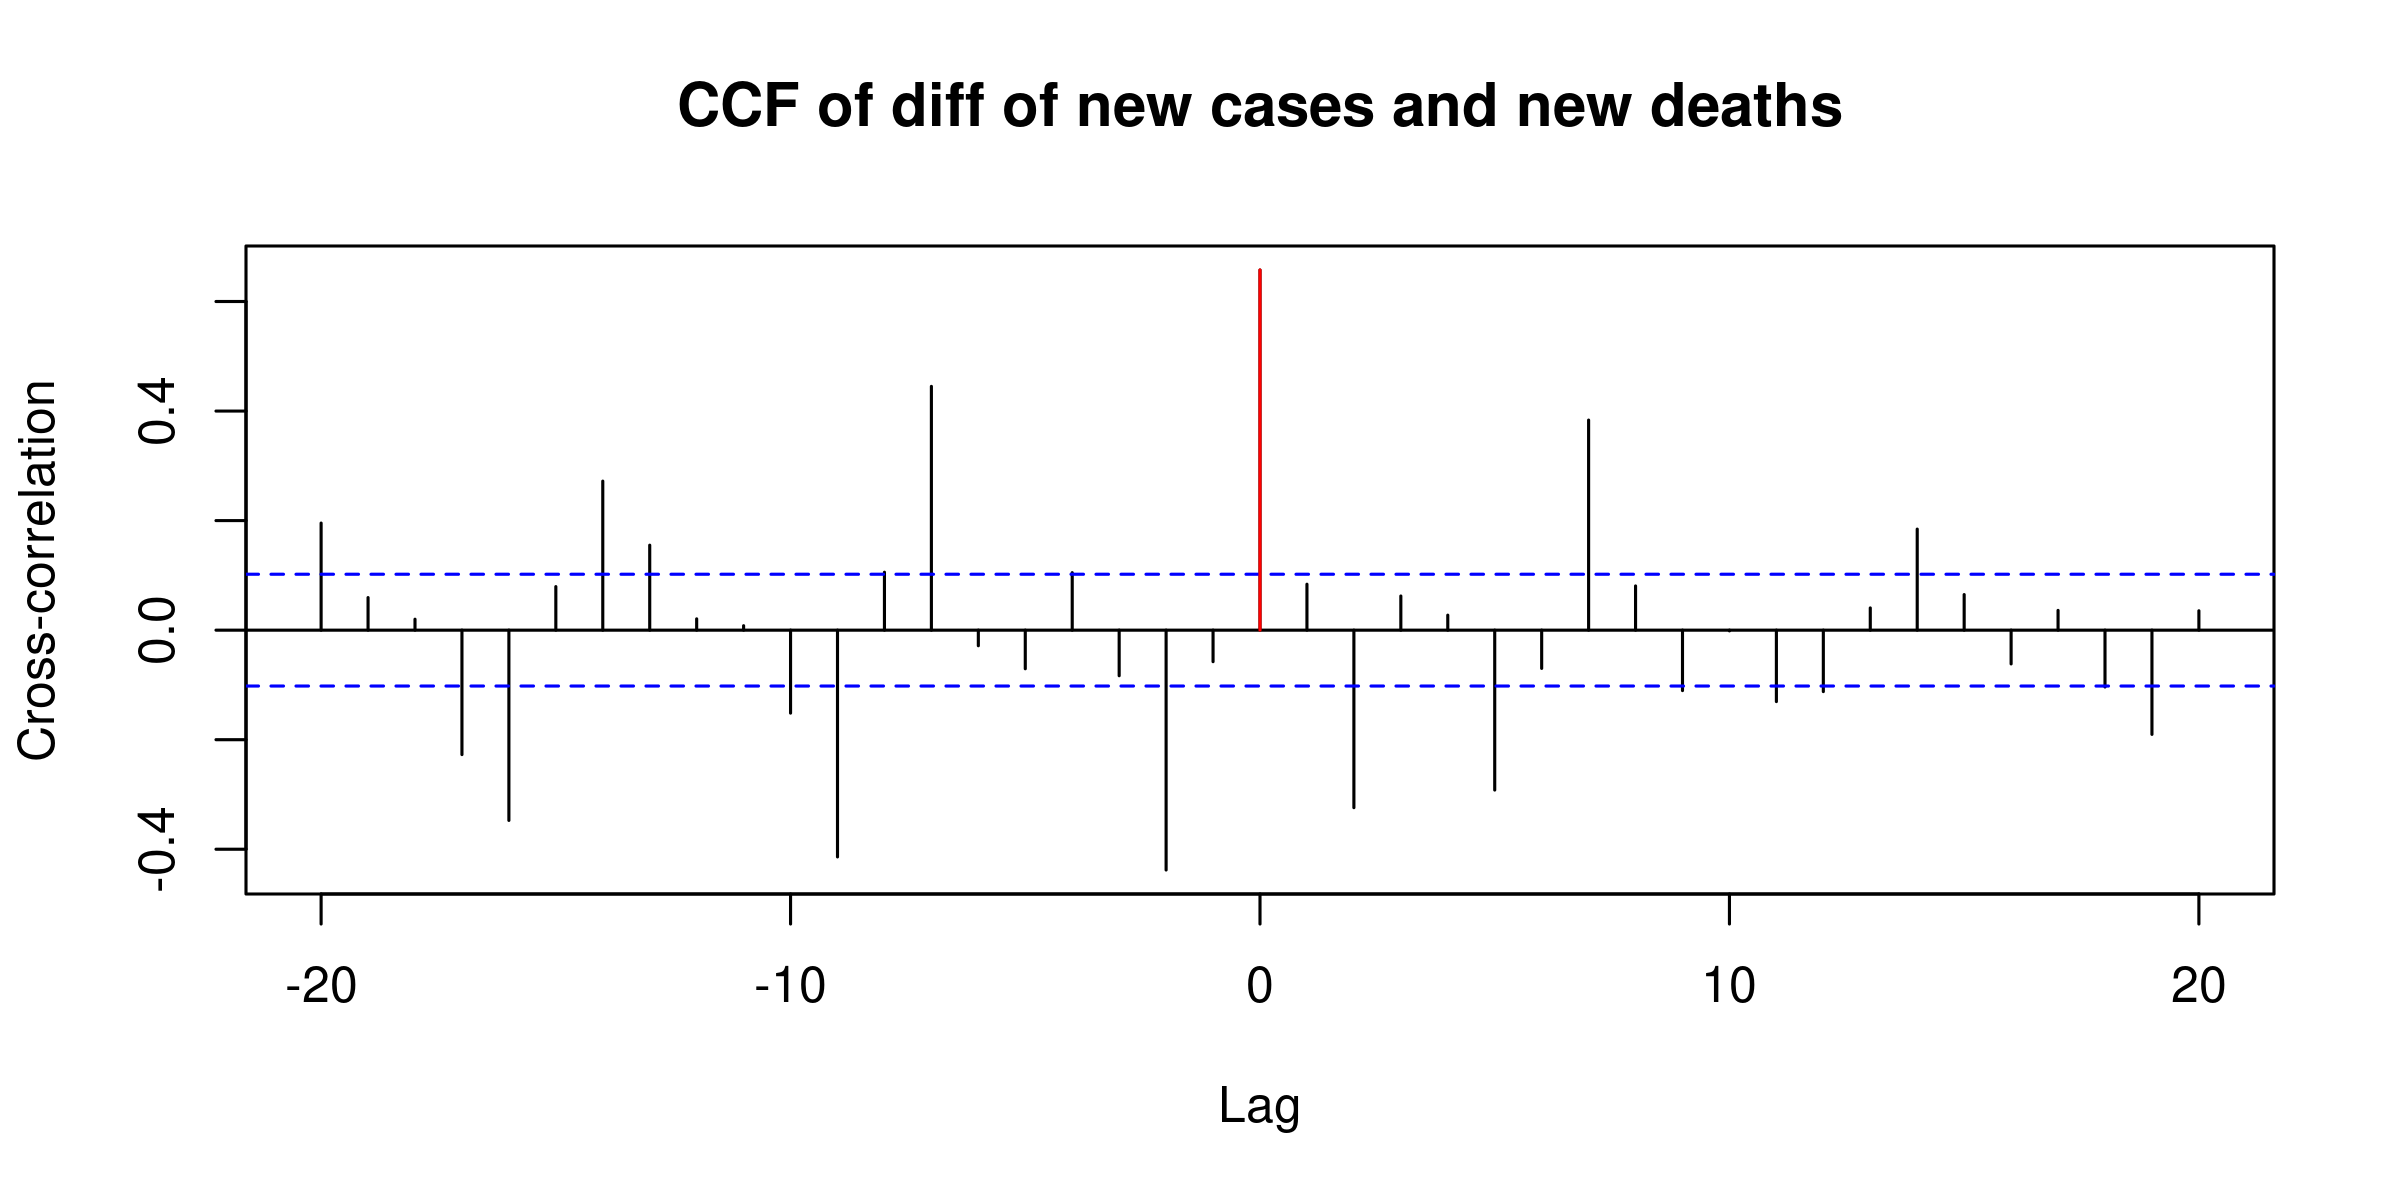 CCF of diff of new cases and new deaths
Cross-correlation
0.4
0.0
-0.4
-20 -10 0 10 20
Lag